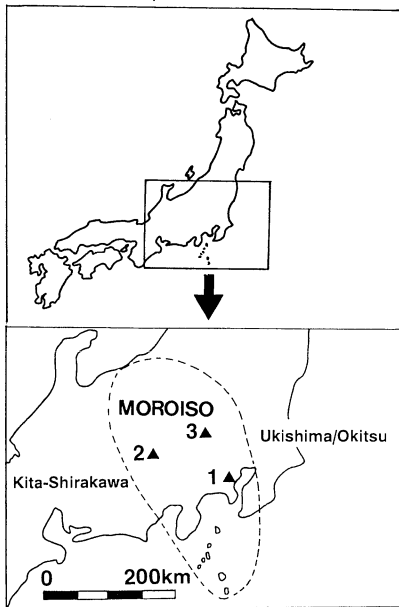 MOROISO
3▲
Ukishima/Okitsu
2▲
Kita-Shirakawa
1▲
0 200km